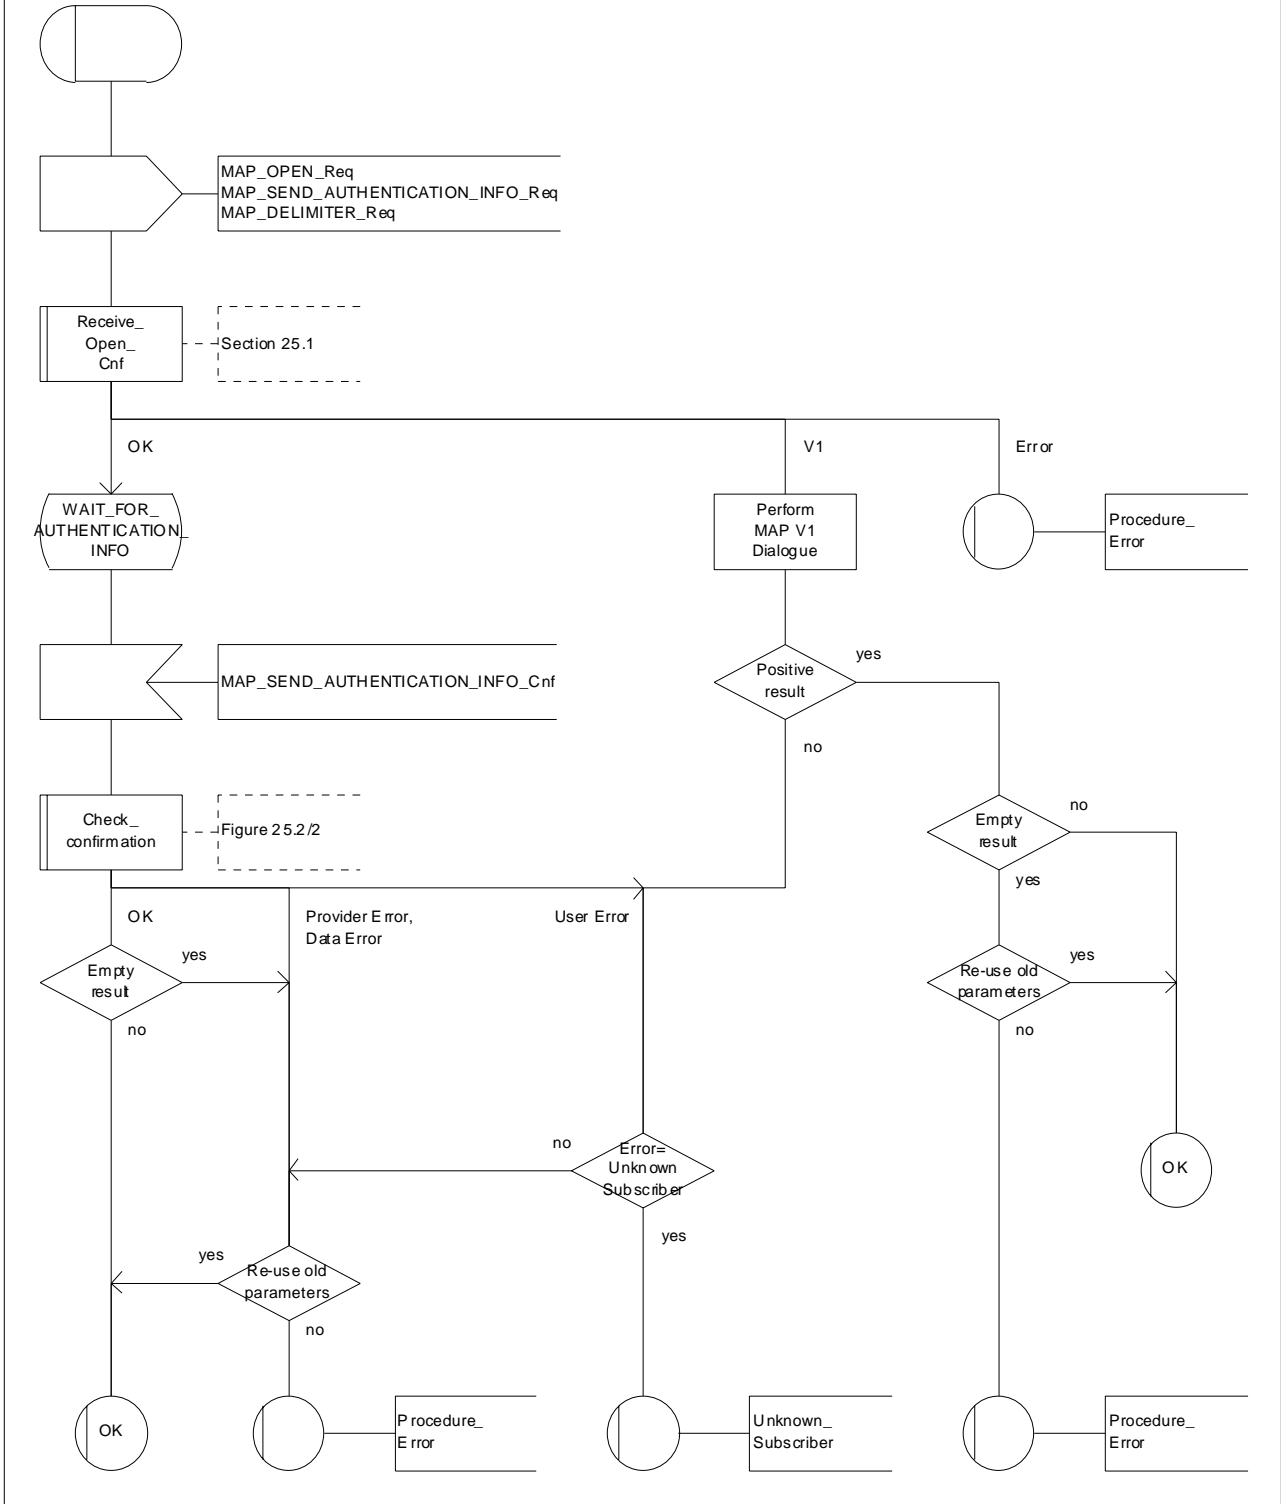 MAP_OPEN_Req
MAP_SEND_AUTHENTICATION_INFO_Req
MAP_DELIMITER_Req
Receive_
Open_
Cnf
Section 25.1
OK
V1
Error
WAIT_FOR_
AUTHENTICATION_
INFO
Perform
MAP V1
Dialogue
Procedure_
Error
MAP_SEND_AUTHENTICATION_INFO_Cnf
Positive
result
yes
no
Check_
confirmation
Figure 25.2/2
Empty
result
no
yes
OK
Provider Error,
Data Error
User Error
Empty
result
yes
no
Re-use old
parameters
yes
no
Error=
Unknown
Subscriber
no
yes
OK
Re-use old
parameters
yes
no
OK
Procedure_
Error
Unknown_
Subscriber
Procedure_
Error